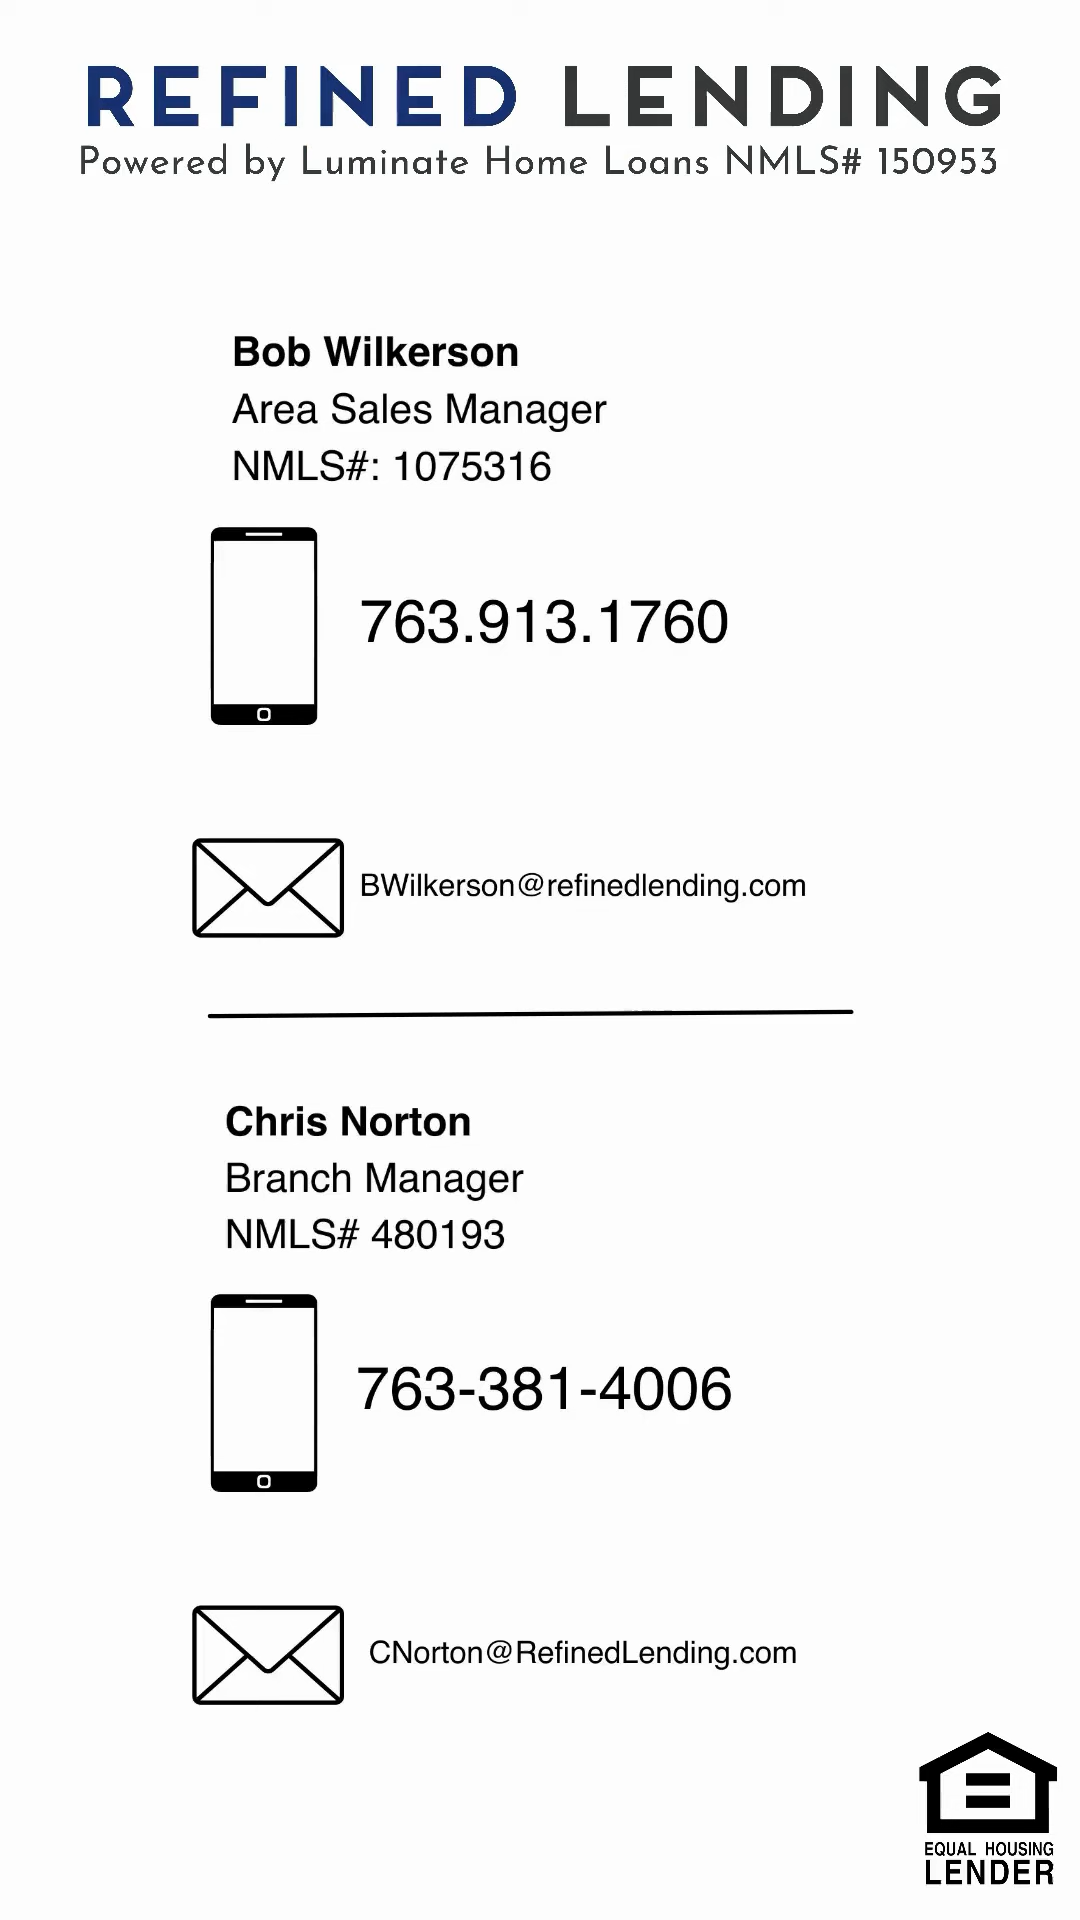 REFINED LENDING
Powered by Luminate Home Loans NMLS# 150953
Bob Wilkerson
Area Sales Manager
NMLS#: 1075316
763.913.1760
BWilkerson@refinedlending.com
Chris Norton
Branch Manager
NMLS# 480193
763-381-4006
CNorton@RefinedLending.com
EQUAL HOUSING
LENDER